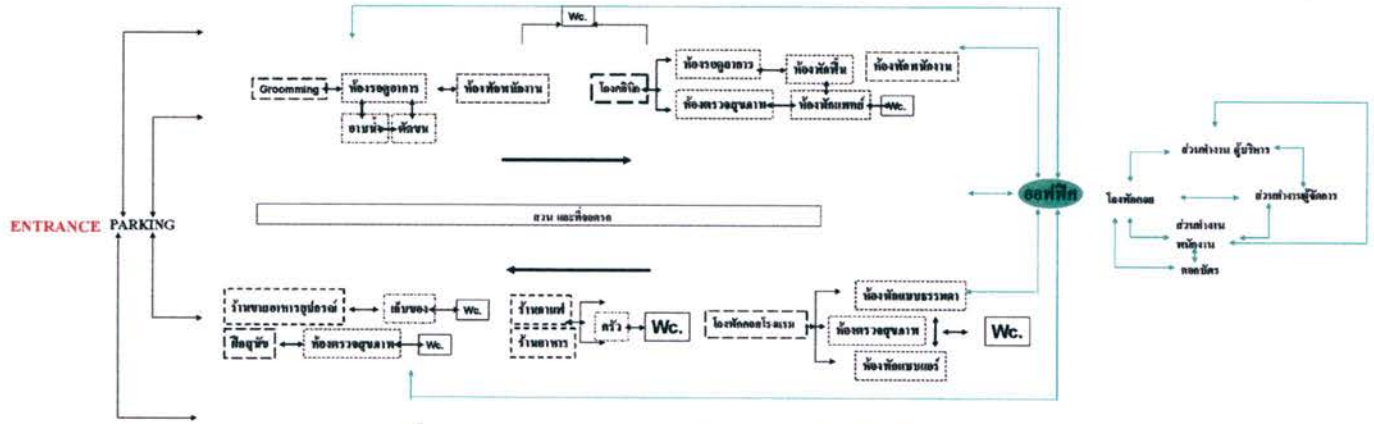 Wc.
Groomming
ห้องรอดูอาการ
ห้องพักพนักงาน
อาบน้ำ
ตัดขน
โถงคลินิก
ห้องรอดูอาการ
ห้องพักฟื้น
ห้องพักพนักงาน
ห้องตรวจสุขภาพ
ห้องพักแพทย์
Wc.
ENTRANCE
PARKING
สวน และที่จอดรถ
ออฟฟิศ
ส่วนทำงาน ผู้บริหาร
โถงพักคอย
ส่วนทำงานผู้จัดการ
ส่วนทำงาน
พนักงาน
ตอกบัตร
ร้านขายอาหารอุปกรณ์
เก็บของ
Wc.
ฝึกสุนัข
ห้องตรวจสุขภาพ
Wc.
ร้านกาแฟ
ร้านอาหาร
ครัว
Wc.
โถงพักคอยโรงแรม
ห้องพักแบบธรรมดา
ห้องตรวจสุขภาพ
ห้องพักแบบแอร์
Wc.